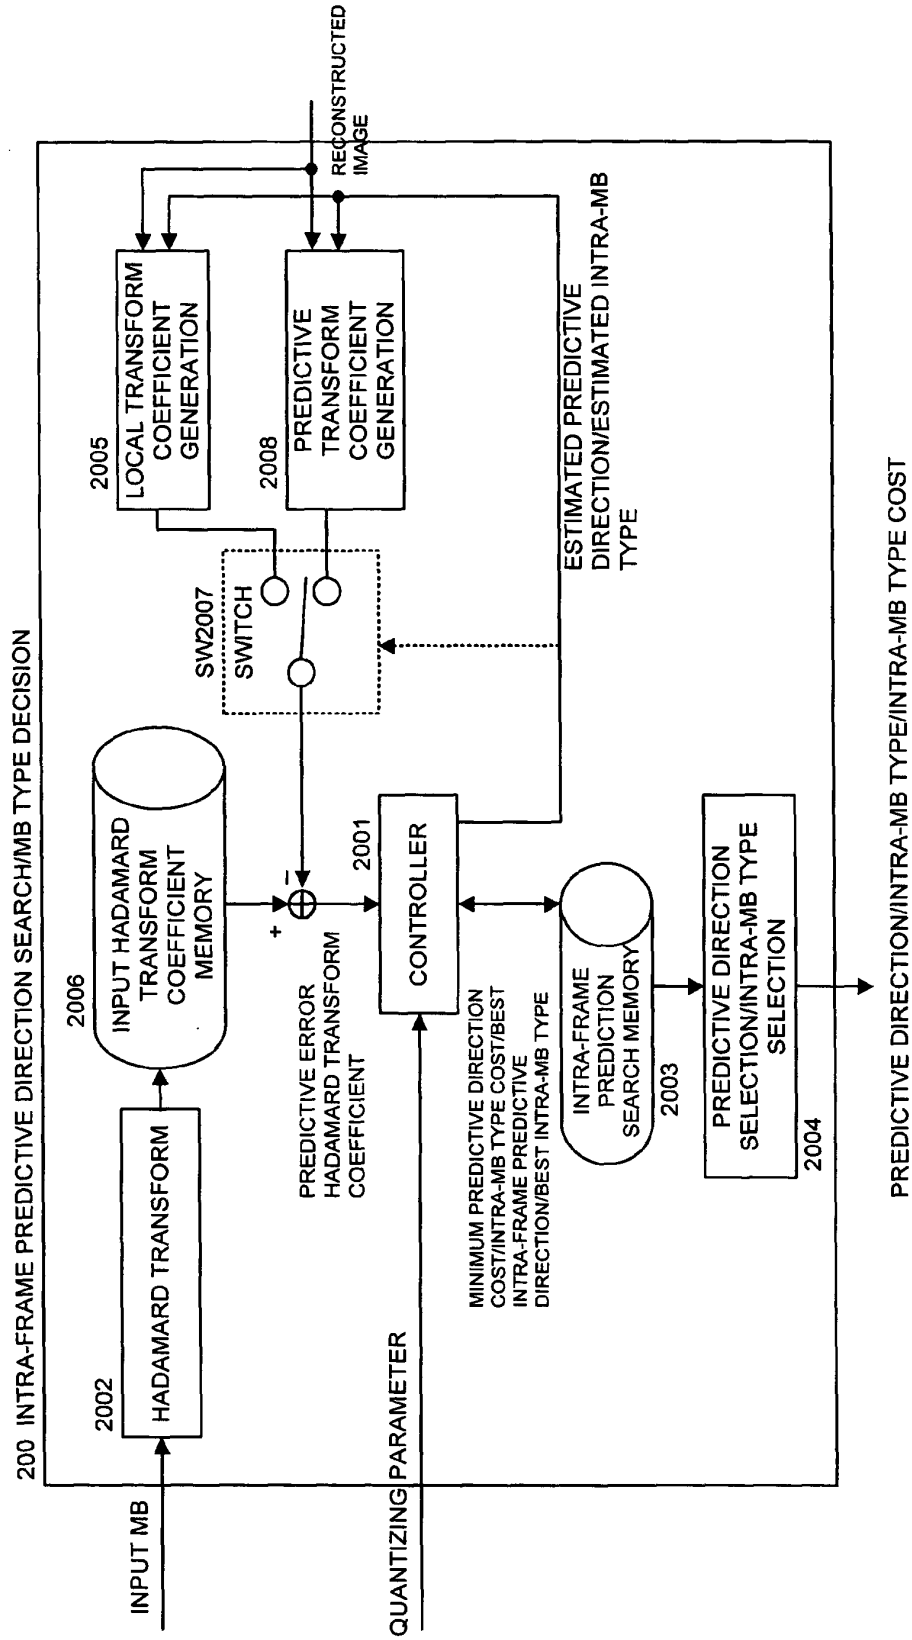 200 INTRA-FRAME PREDICTIVE DIRECTION SEARCH/MB TYPE DECISION
INPUT MB
2002
HADAMARD TRANSFORM
2006
INPUT HADAMARD
TRANSFORM
COEFFICIENT
MEMORY
SW2007
SWITCH
2005
LOCAL TRANSFORM
COEFFICIENT
GENERATION
2008
PREDICTIVE
TRANSFORM
COEFFICIENT
GENERATION
RECONSTRUCTED
IMAGE
+
−
PREDICTIVE ERROR
HADAMARD TRANSFORM
COEFFICIENT
2001
CONTROLLER
QUANTIZING PARAMETER
MINIMUM PREDICTIVE DIRECTION
COST/INTRA-MB TYPE COST/BEST
INTRA-FRAME PREDICTIVE
DIRECTION/BEST INTRA-MB TYPE
ESTIMATED PREDICTIVE
DIRECTION/ESTIMATED INTRA-MB
TYPE
INTRA-FRAME
PREDICTION
SEARCH MEMORY
2003
PREDICTIVE DIRECTION
SELECTION/INTRA-MB TYPE
SELECTION
2004
PREDICTIVE DIRECTION/INTRA-MB TYPE/INTRA-MB TYPE COST